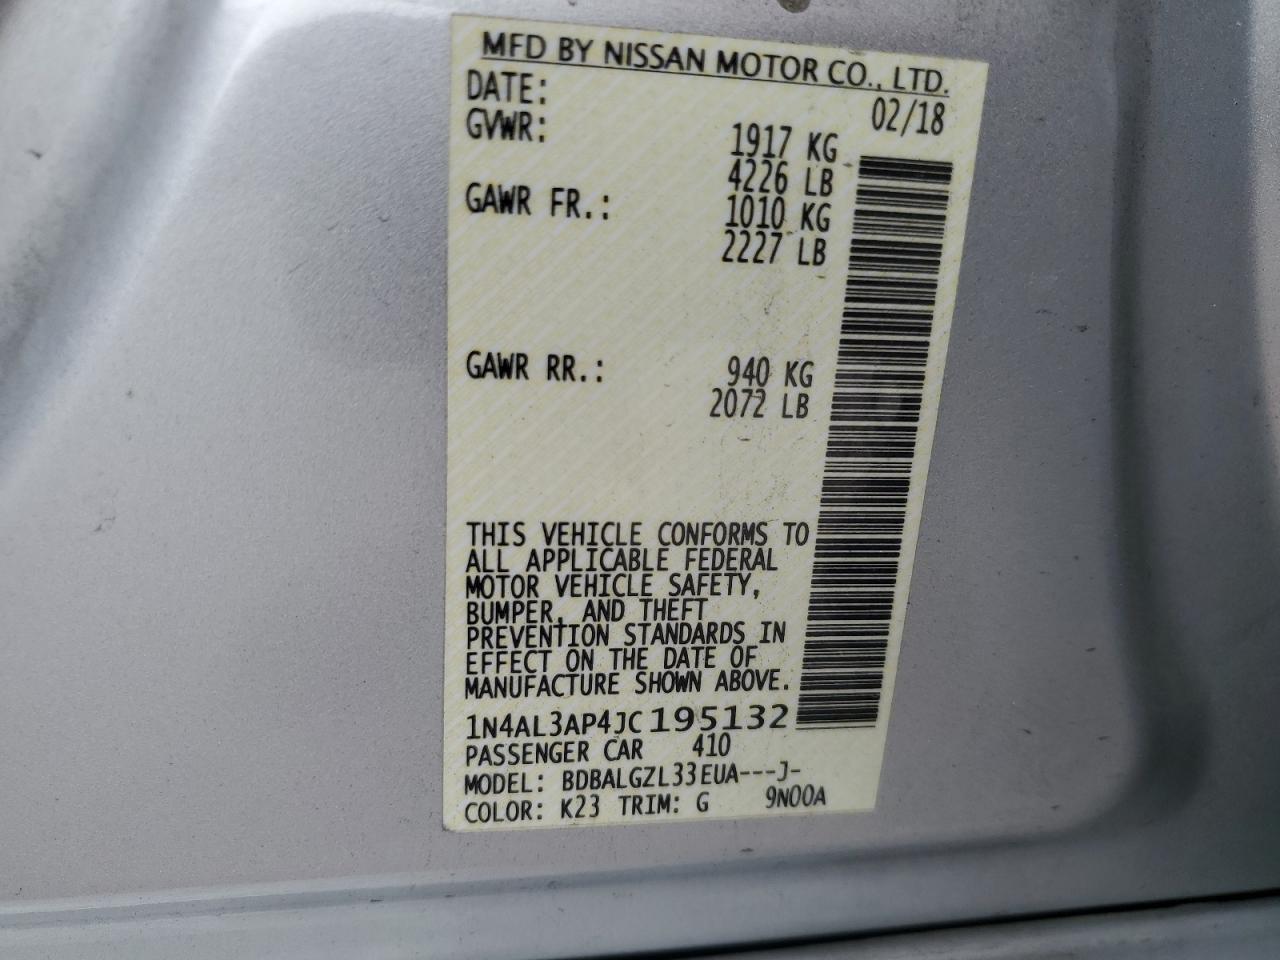 MFD BY NISSAN MOTOR CO., LTD.
DATE: 02/18
GVWR: 1917 KG
4226 LB
GAWR FR.: 1010 KG
2227 LB
GAWR RR.: 940 KG
2072 LB
THIS VEHICLE CONFORMS TO
ALL APPLICABLE FEDERAL
MOTOR VEHICLE SAFETY,
BUMPER, AND THEFT
PREVENTION STANDARDS IN
EFFECT ON THE DATE OF
MANUFACTURE SHOWN ABOVE.
1N4AL3AP4JC195132
PASSENGER CAR 410
MODEL: BDBALGZL33EUA---J-
COLOR: K23 TRIM: G 9N00A